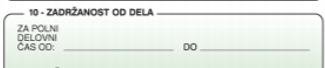 10 - ZADRŽANOST OD DELA
ZA POLNI
DELOVNI
ČAS OD: DO